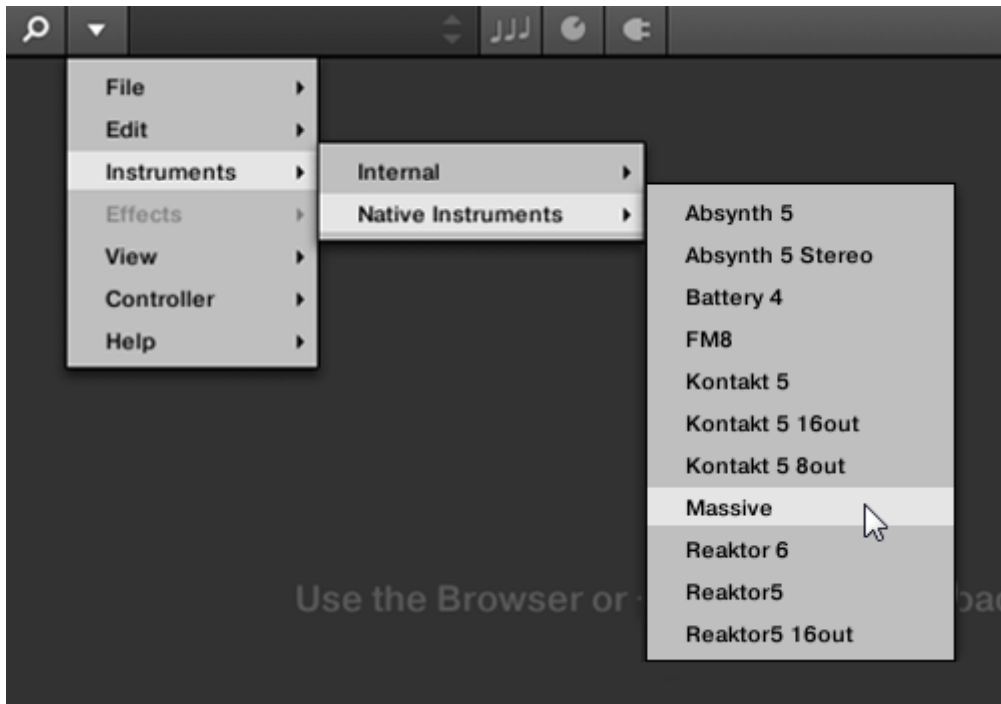 File
Edit
Instruments
Effects
View
Controller
Help
Internal
Native Instruments
Absynth 5
Absynth 5 Stereo
Battery 4
FM8
Kontakt 5
Kontakt 5 16out
Kontakt 5 8out
Massive
Reaktor 6
Reaktor5
Reaktor5 16out
Use the Browser or